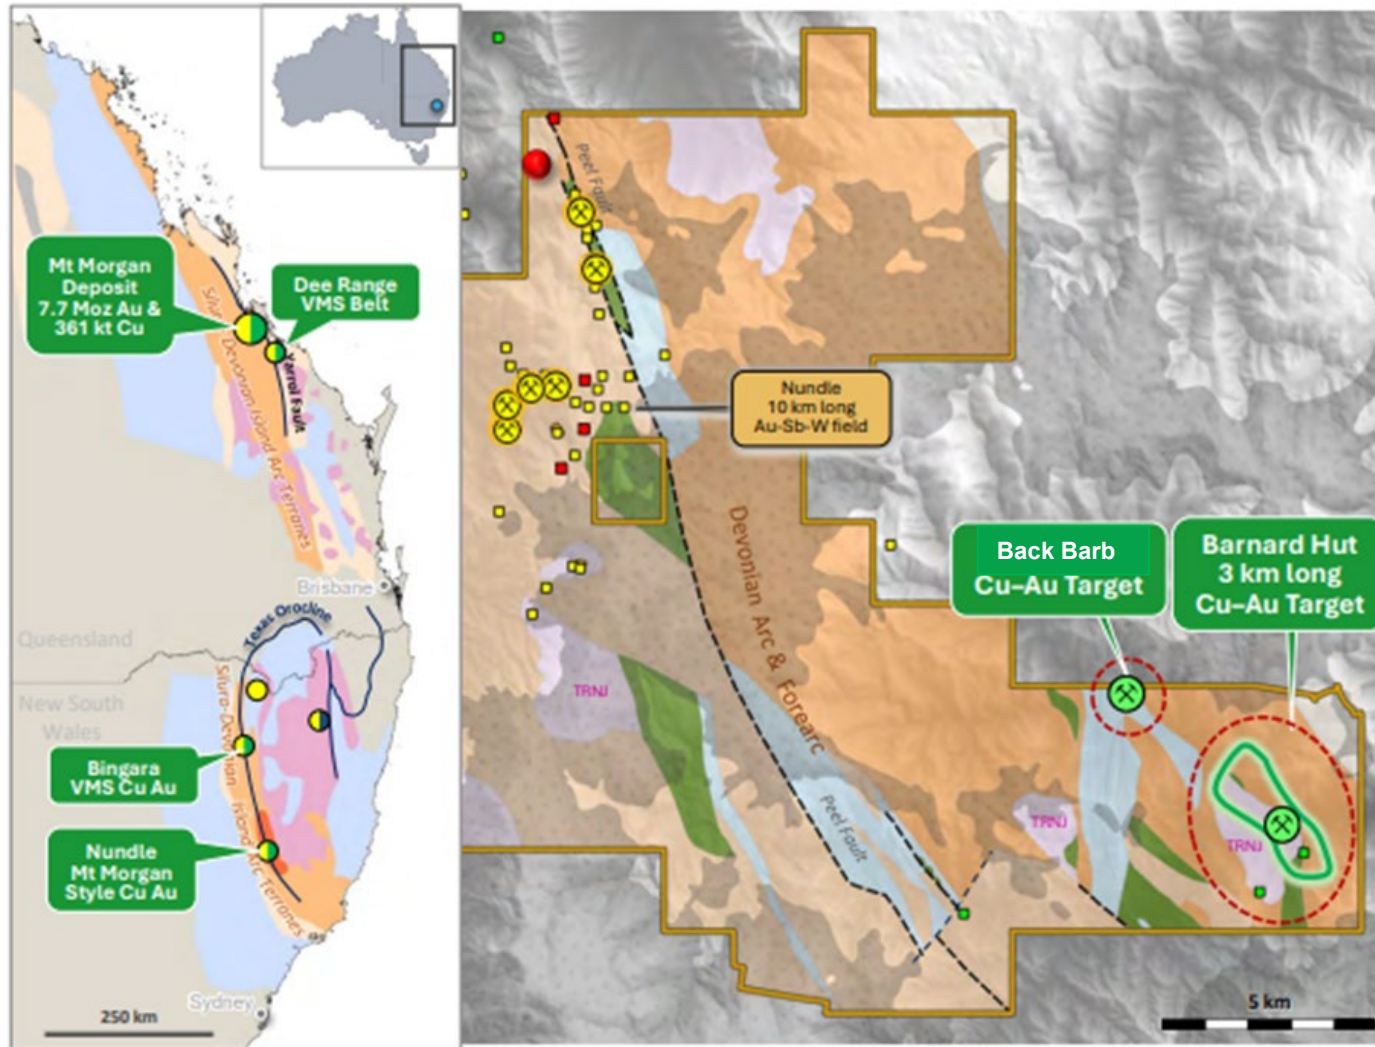 Mt Morgan
Deposit
7.7 Moz Au &
361 kt Cu
Dee Range
VMS Belt
Yarrol Fault
Devonian Island Arc Terranes
Brisbane
Texas Orocline
Queensland
New South
Wales
Siluro-Devonian Island Arc Terranes
Bingara
VMS Cu Au
Nundle
Mt Morgan
Style Cu Au
Sydney
250 km
Peel Fault
Nundle
10 km long
Au-Sb-W field
Devonian Arc & Forearc
Back Barb
Cu–Au Target
Barnard Hut
3 km long
Cu–Au Target
TRNJ
Peel Fault
TRNJ
TRNJ
5 km